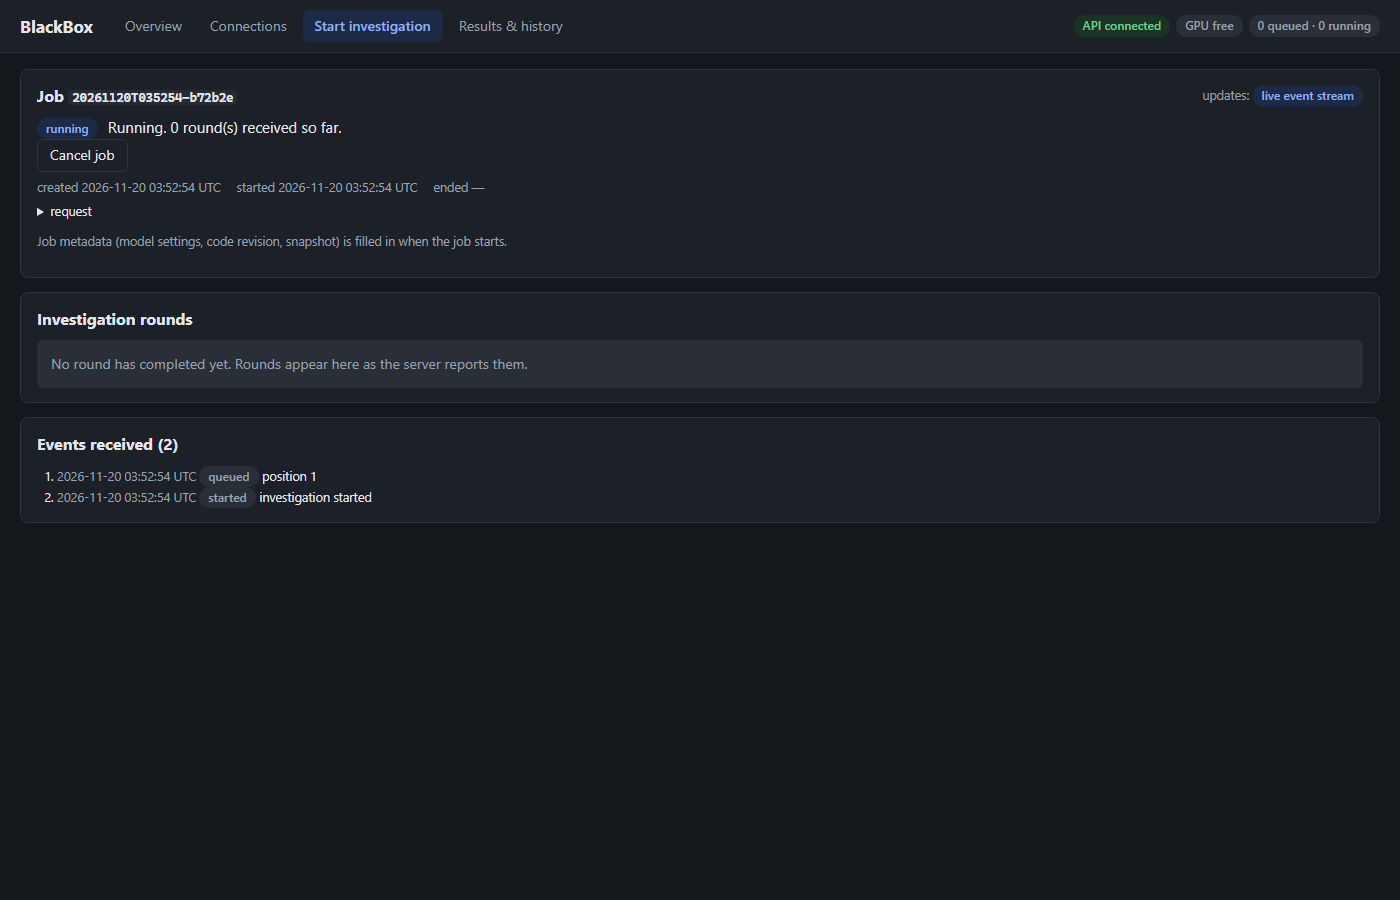 BlackBox Overview Connections Start investigation Results & history API connected GPU free 0 queued · 0 running
Job 20261120T035254-b72b2e updates: live event stream
running Running. 0 round(s) received so far.
Cancel job
created 2026-11-20 03:52:54 UTC started 2026-11-20 03:52:54 UTC ended —
▶ request
Job metadata (model settings, code revision, snapshot) is filled in when the job starts.
Investigation rounds
No round has completed yet. Rounds appear here as the server reports them.
Events received (2)
1. 2026-11-20 03:52:54 UTC queued position 1
2. 2026-11-20 03:52:54 UTC started investigation started